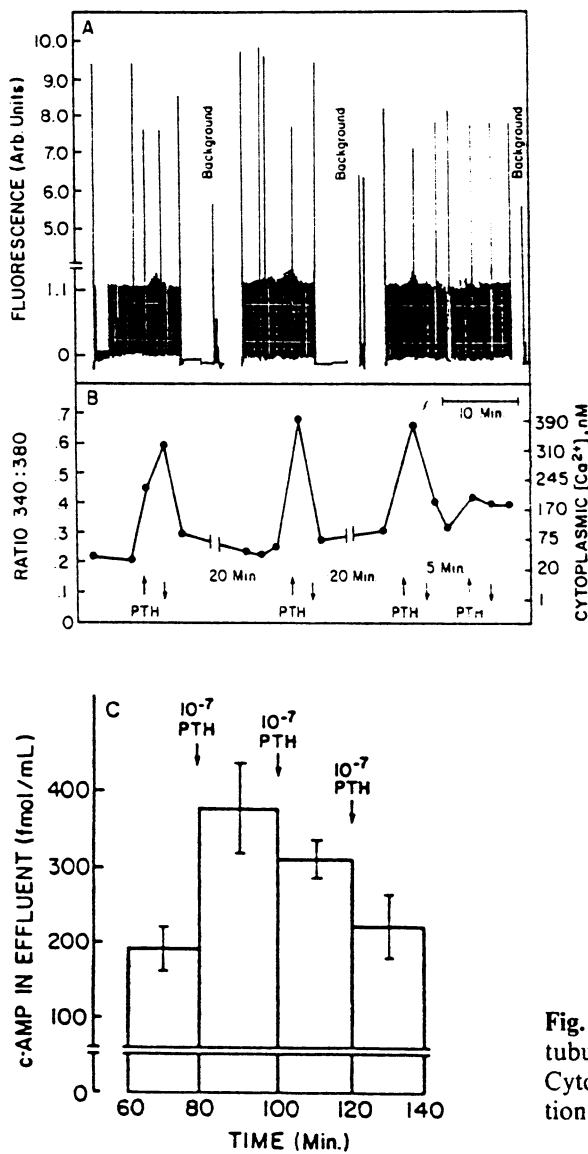 A
10.0
9.0
8.0
7.0
6.0
5.0
1.1
0
FLUORESCENCE (Arb. Units)
Background
Background
Background
B
.7
.6
.5
.4
.3
.2
.1
0
RATIO 340:380
10 Min.
390
310
245
170
75
20
1
CYTOPLASMIC [Ca2+], nM
20 Min.
20 Min.
5 Min.
PTH
PTH
PTH
PTH
C
10-7
PTH
10-7
PTH
10-7
PTH
400
300
200
100
0
c-AMP IN EFFLUENT (fmol/mL)
60 80 100 120 140
TIME (Min.)
Fig.
tubu
Cyto
tion